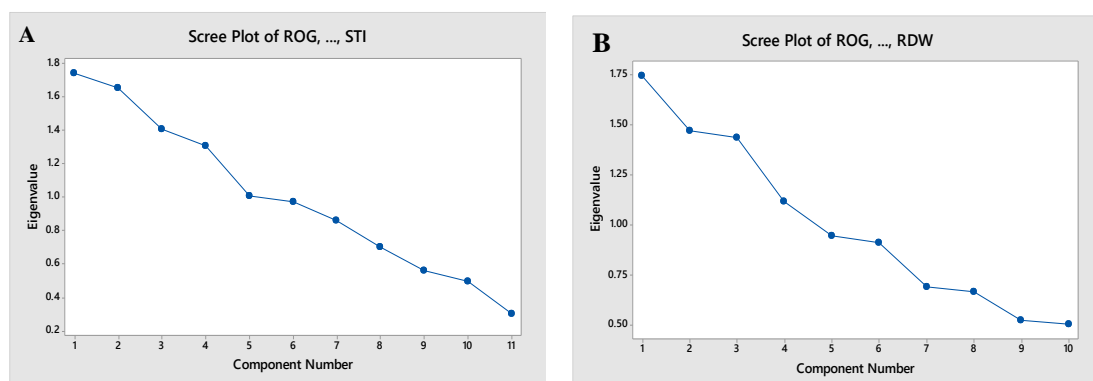 A
Scree Plot of ROG, ..., STI
1.8
1.6
1.4
1.2
1.0
0.8
0.6
0.4
0.2
Eigenvalue
1 2 3 4 5 6 7 8 9 10 11
Component Number
B
Scree Plot of ROG, ..., RDW
1.75
1.50
1.25
1.00
0.75
0.50
Eigenvalue
1 2 3 4 5 6 7 8 9 10
Component Number